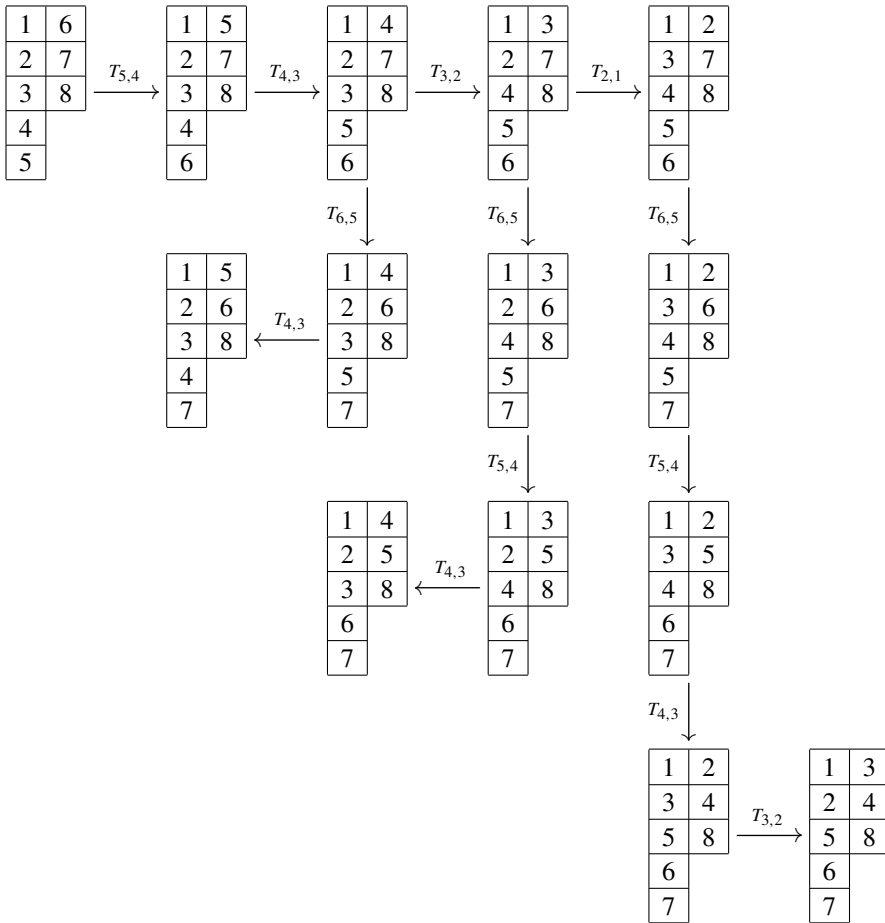 1 6 1 5 1 4 1 3 1 2
2 7 2 7 2 7 2 7 3 7
T5,4 T4,3 T3,2 T2,1
3 8 3 8 3 8 4 8 4 8
4 4 5 5 5
5 6 6 6 6
T6,5 T6,5 T6,5
1 5 1 4 1 3 1 2
2 6 2 6 2 6 3 6
T4,3
3 8 3 8 4 8 4 8
4 5 5 5
7 7 7 7
T5,4 T5,4
1 4 1 3 1 2
2 5 2 5 3 5
T4,3
3 8 4 8 4 8
6 6 6
7 7 7
T4,3
1 2 1 3
3 4 2 4
T3,2
5 8 5 8
6 6
7 7